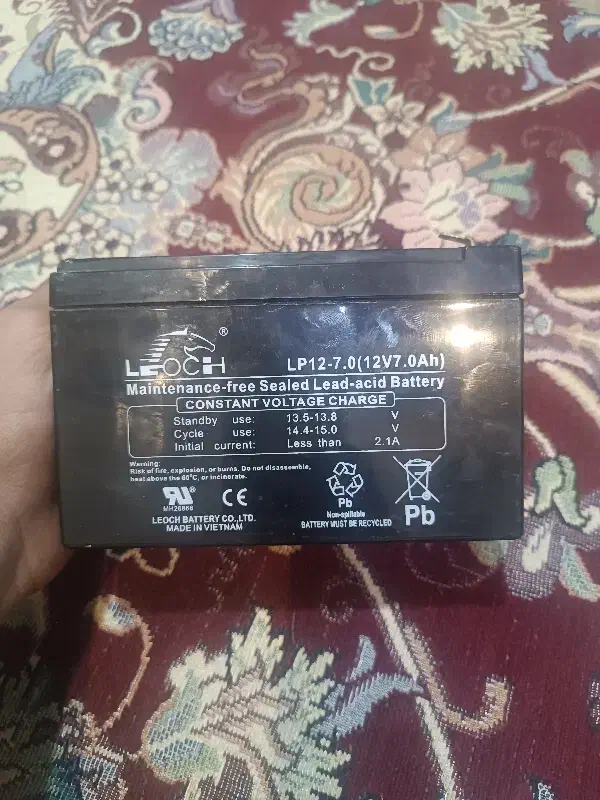 LEOCH ®
LP12-7.0(12V7.0Ah)
Maintenance-free Sealed Lead-acid Battery
CONSTANT VOLTAGE CHARGE
Standby use: 13.5-13.8 V
Cycle use: 14.4-15.0 V
Initial current: Less than 2.1A
Warning:
Risk of fire, explosion, or burns. Do not disassemble,
heat above the 60°C, or incinerate.
RU ® CE
MH26866
LEOCH BATTERY CO.,LTD.
MADE IN VIETNAM
Pb
Non-spillable
BATTERY MUST BE RECYCLED
Pb